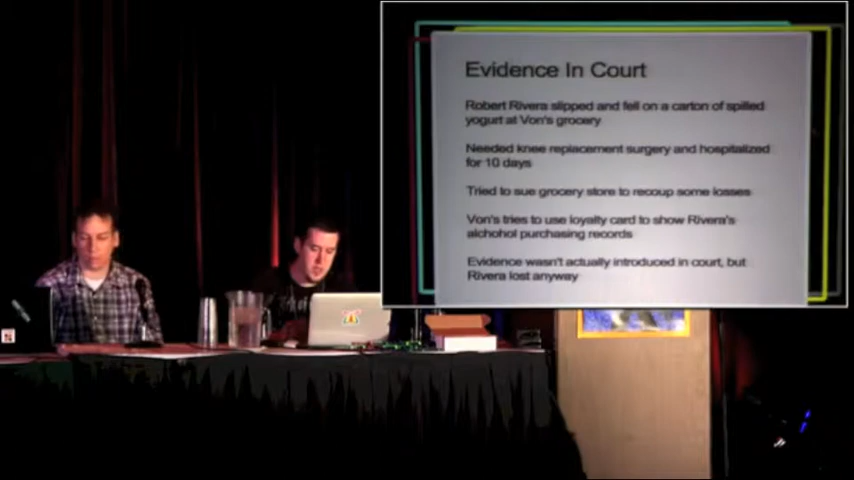 Evidence In Court
Robert Rivera slipped and fell on a carton of spilled
yogurt at Von's grocery
Needed knee replacement surgery and hospitalized
for 10 days
Tried to sue grocery store to recoup some losses
Von's tries to use loyalty card to show Rivera's
alchohol purchasing records
Evidence wasn't actually introduced in court, but
Rivera lost anyway